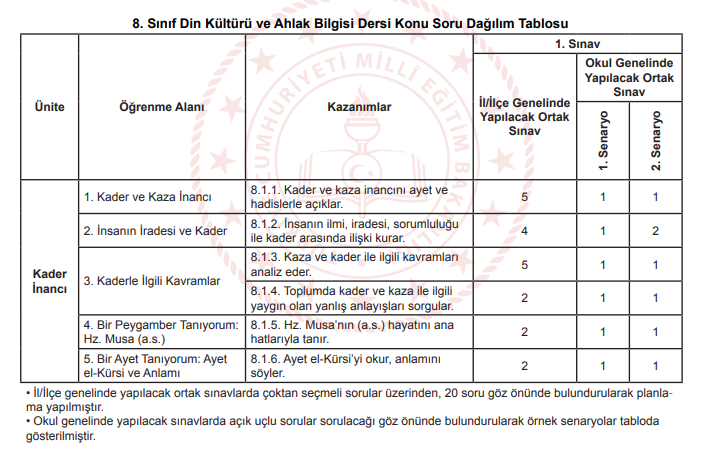 8. Sınıf Din Kültürü ve Ahlak Bilgisi Dersi Konu Soru Dağılım Tablosu
Ünite
Öğrenme Alanı
Kazanımlar
1. Sınav
İl/İlçe Genelinde
Yapılacak Ortak
Sınav
Okul Genelinde
Yapılacak Ortak
Sınav
1. Senaryo
2. Senaryo
Kader
İnancı
1. Kader ve Kaza İnancı
8.1.1. Kader ve kaza inancını ayet ve
hadislerle açıklar.
5
1
1
2. İnsanın İradesi ve Kader
8.1.2. İnsanın ilmi, iradesi, sorumluluğu
ile kader arasında ilişki kurar.
4
1
2
3. Kaderle İlgili Kavramlar
8.1.3. Kaza ve kader ile ilgili kavramları
analiz eder.
5
1
1
8.1.4. Toplumda kader ve kaza ile ilgili
yaygın olan yanlış anlayışları sorgular.
2
1
1
4. Bir Peygamber Tanıyorum:
Hz. Musa (a.s.)
8.1.5. Hz. Musa'nın (a.s.) hayatını ana
hatlarıyla tanır.
2
1
1
5. Bir Ayet Tanıyorum: Ayet
el-Kürsi ve Anlamı
8.1.6. Ayet el-Kürsi'yi okur, anlamını
söyler.
2
1
1
• İl/İlçe genelinde yapılacak ortak sınavlarda çoktan seçmeli sorular üzerinden, 20 soru göz önünde bulundurularak planla-
ma yapılmıştır.
• Okul genelinde yapılacak sınavlarda açık uçlu sorular sorulacağı göz önünde bulundurularak örnek senaryolar tabloda
gösterilmiştir.
CUMHURİYETİ MİLLÎ EĞİTİM BAKANLIĞI